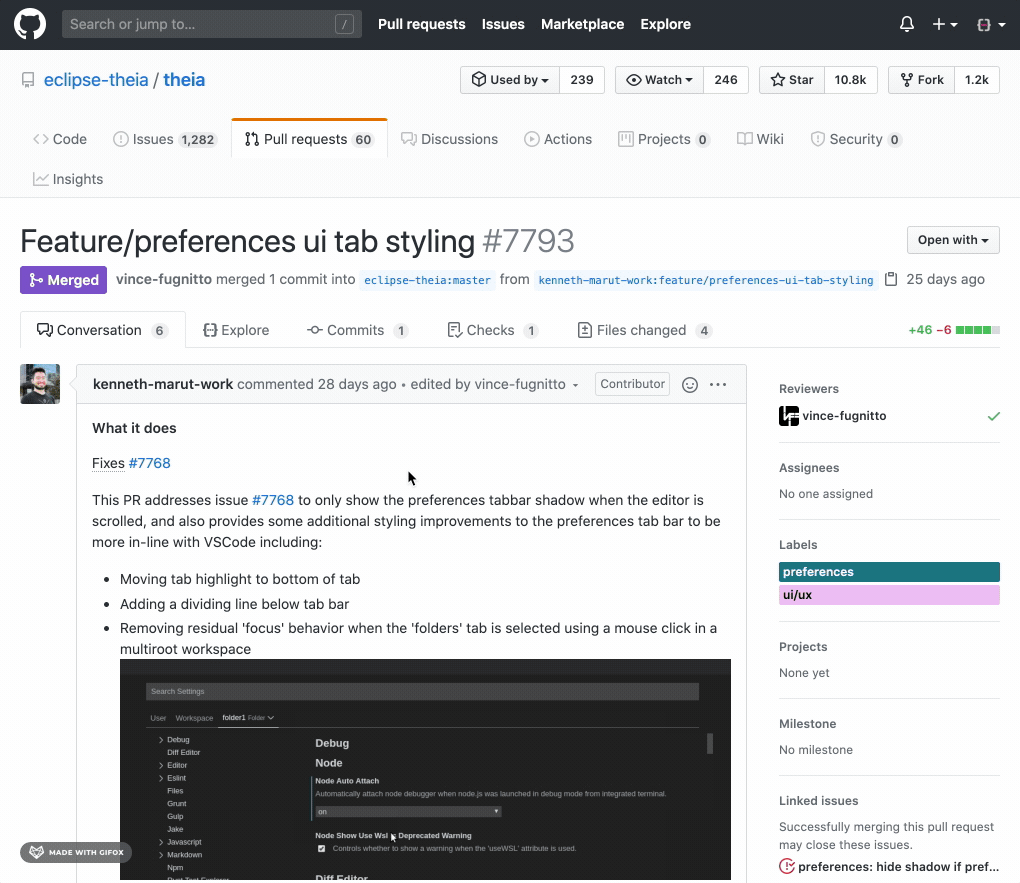 Search or jump to... /
Pull requests Issues Marketplace Explore
eclipse-theia / theia
Used by 239 Watch 246 Star 10.8k Fork 1.2k
Code Issues 1,282 Pull requests 60 Discussions Actions Projects 0 Wiki Security 0
Insights
Feature/preferences ui tab styling #7793
Open with
Merged vince-fugnitto merged 1 commit into eclipse-theia:master from kenneth-marut-work:feature/preferences-ui-tab-styling 25 days ago
Conversation 6 Explore Commits 1 Checks 1 Files changed 4 +46 −6
kenneth-marut-work commented 28 days ago • edited by vince-fugnitto Contributor
What it does
Fixes #7768
This PR addresses issue #7768 to only show the preferences tabbar shadow when the editor is
scrolled, and also provides some additional styling improvements to the preferences tab bar to be
more in-line with VSCode including:
• Moving tab highlight to bottom of tab
• Adding a dividing line below tab bar
• Removing residual 'focus' behavior when the 'folders' tab is selected using a mouse click in a
multiroot workspace
Search Settings
User Workspace folder1 Folder
Debug
Diff Editor
Editor
Eslint
Files
Grunt
Gulp
Jake
Javascript
Markdown
Npm
Rust Test Explorer
Debug
Node
Node Auto Attach
Automatically attach node debugger when node.js was launched in debug mode from integrated terminal.
on
Node Show Use Wsl Is Deprecated Warning
Controls whether to show a warning when the 'useWSL' attribute is used.
Diff Editor
MADE WITH GIFOX
Reviewers
vince-fugnitto
Assignees
No one assigned
Labels
preferences
ui/ux
Projects
None yet
Milestone
No milestone
Linked issues
Successfully merging this pull request
may close these issues.
preferences: hide shadow if pref...